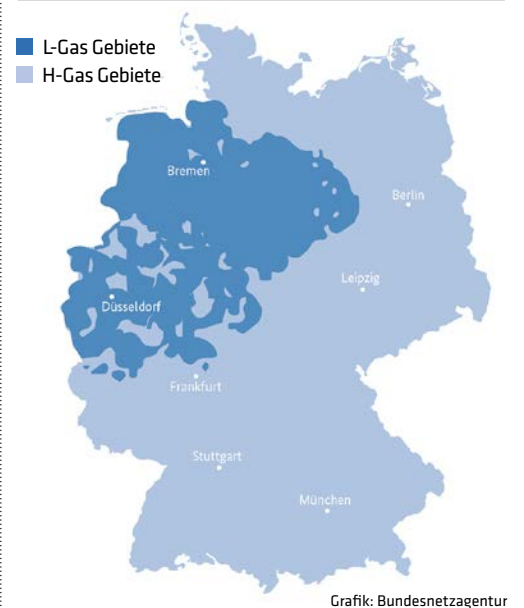 L-Gas Gebiete
H-Gas Gebiete
Bremen
Berlin
Leipzig
Düsseldorf
Frankfurt
Stuttgart
München
Grafik: Bundesnetzagentur